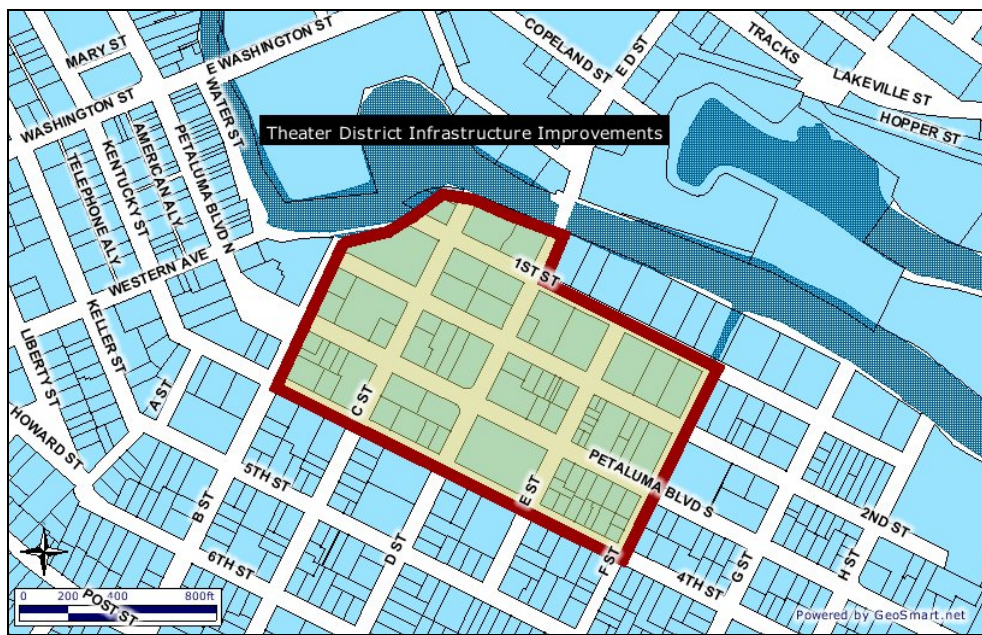 MARY ST
E WASHINGTON ST
COPELAND ST
E D ST
TRACKS
LAKEVILLE ST
HOPPER ST
WASHINGTON ST
E WATER ST
Theater District Infrastructure Improvements
PETALUMA BLVD N
AMERICAN ALY
KENTUCKY ST
TELEPHONE ALY
WESTERN AVE
1ST ST
KELLER ST
LIBERTY ST
A ST
C ST
HOWARD ST
5TH ST
B ST
6TH ST
D ST
E ST
PETALUMA BLVD S
F ST
4TH ST
G ST
H ST
2ND ST
POST ST
0 200 400 800ft
Powered by GeoSmart.net